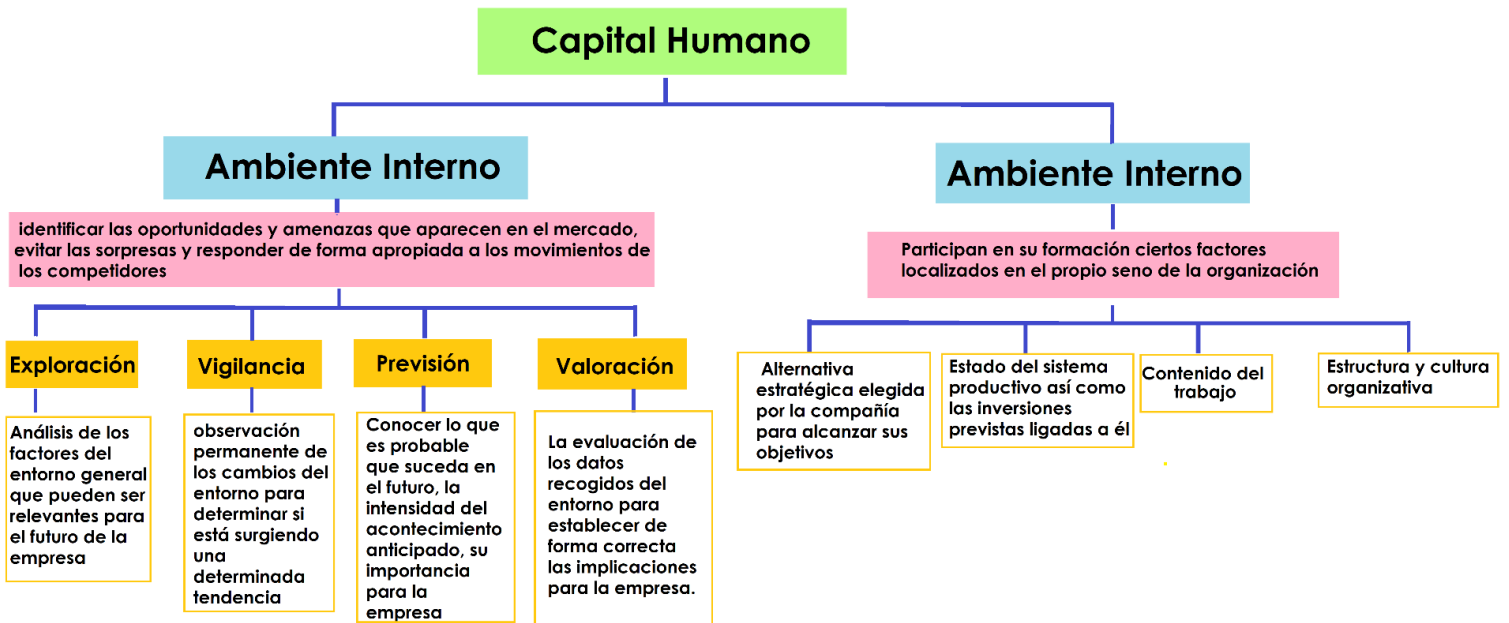 Capital Humano
Ambiente Interno
identificar las oportunidades y amenazas que aparecen en el mercado,
evitar las sorpresas y responder de forma apropiada a los movimientos de
los competidores
Exploración
Análisis de los
factores del
entorno general
que pueden ser
relevantes para
el futuro de la
empresa
Vigilancia
observación
permanente de
los cambios del
entorno para
determinar si
está surgiendo
una
determinada
tendencia
Previsión
Conocer lo que
es probable
que suceda en
el futuro, la
intensidad del
acontecimiento
anticipado, su
importancia
para la
empresa
Valoración
La evaluación de
los datos
recogidos del
entorno para
establecer de
forma correcta
las implicaciones
para la empresa.
Ambiente Interno
Participan en su formación ciertos factores
localizados en el propio seno de la organización
Alternativa
estratégica elegida
por la compañía
para alcanzar sus
objetivos
Estado del sistema
productivo así como
las inversiones
previstas ligadas a él
Contenido del
trabajo
Estructura y cultura
organizativa